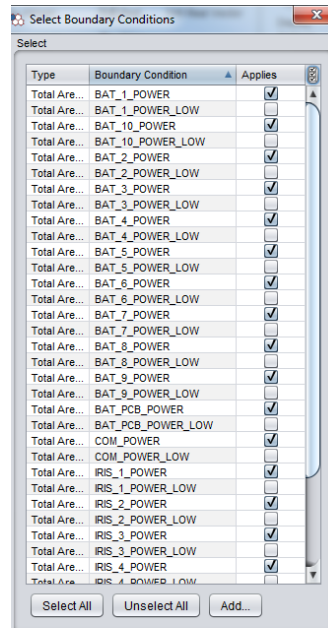 Select Boundary Conditions
Select
Type Boundary Condition Applies
Total Are... BAT_1_POWER
Total Are... BAT_1_POWER_LOW
Total Are... BAT_10_POWER
Total Are... BAT_10_POWER_LOW
Total Are... BAT_2_POWER
Total Are... BAT_2_POWER_LOW
Total Are... BAT_3_POWER
Total Are... BAT_3_POWER_LOW
Total Are... BAT_4_POWER
Total Are... BAT_4_POWER_LOW
Total Are... BAT_5_POWER
Total Are... BAT_5_POWER_LOW
Total Are... BAT_6_POWER
Total Are... BAT_6_POWER_LOW
Total Are... BAT_7_POWER
Total Are... BAT_7_POWER_LOW
Total Are... BAT_8_POWER
Total Are... BAT_8_POWER_LOW
Total Are... BAT_9_POWER
Total Are... BAT_9_POWER_LOW
Total Are... BAT_PCB_POWER
Total Are... BAT_PCB_POWER_LOW
Total Are... COM_POWER
Total Are... COM_POWER_LOW
Total Are... IRIS_1_POWER
Total Are... IRIS_1_POWER_LOW
Total Are... IRIS_2_POWER
Total Are... IRIS_2_POWER_LOW
Total Are... IRIS_3_POWER
Total Are... IRIS_3_POWER_LOW
Total Are... IRIS_4_POWER
Total Are... IRIS_4_POWER_LOW
Select All Unselect All Add...